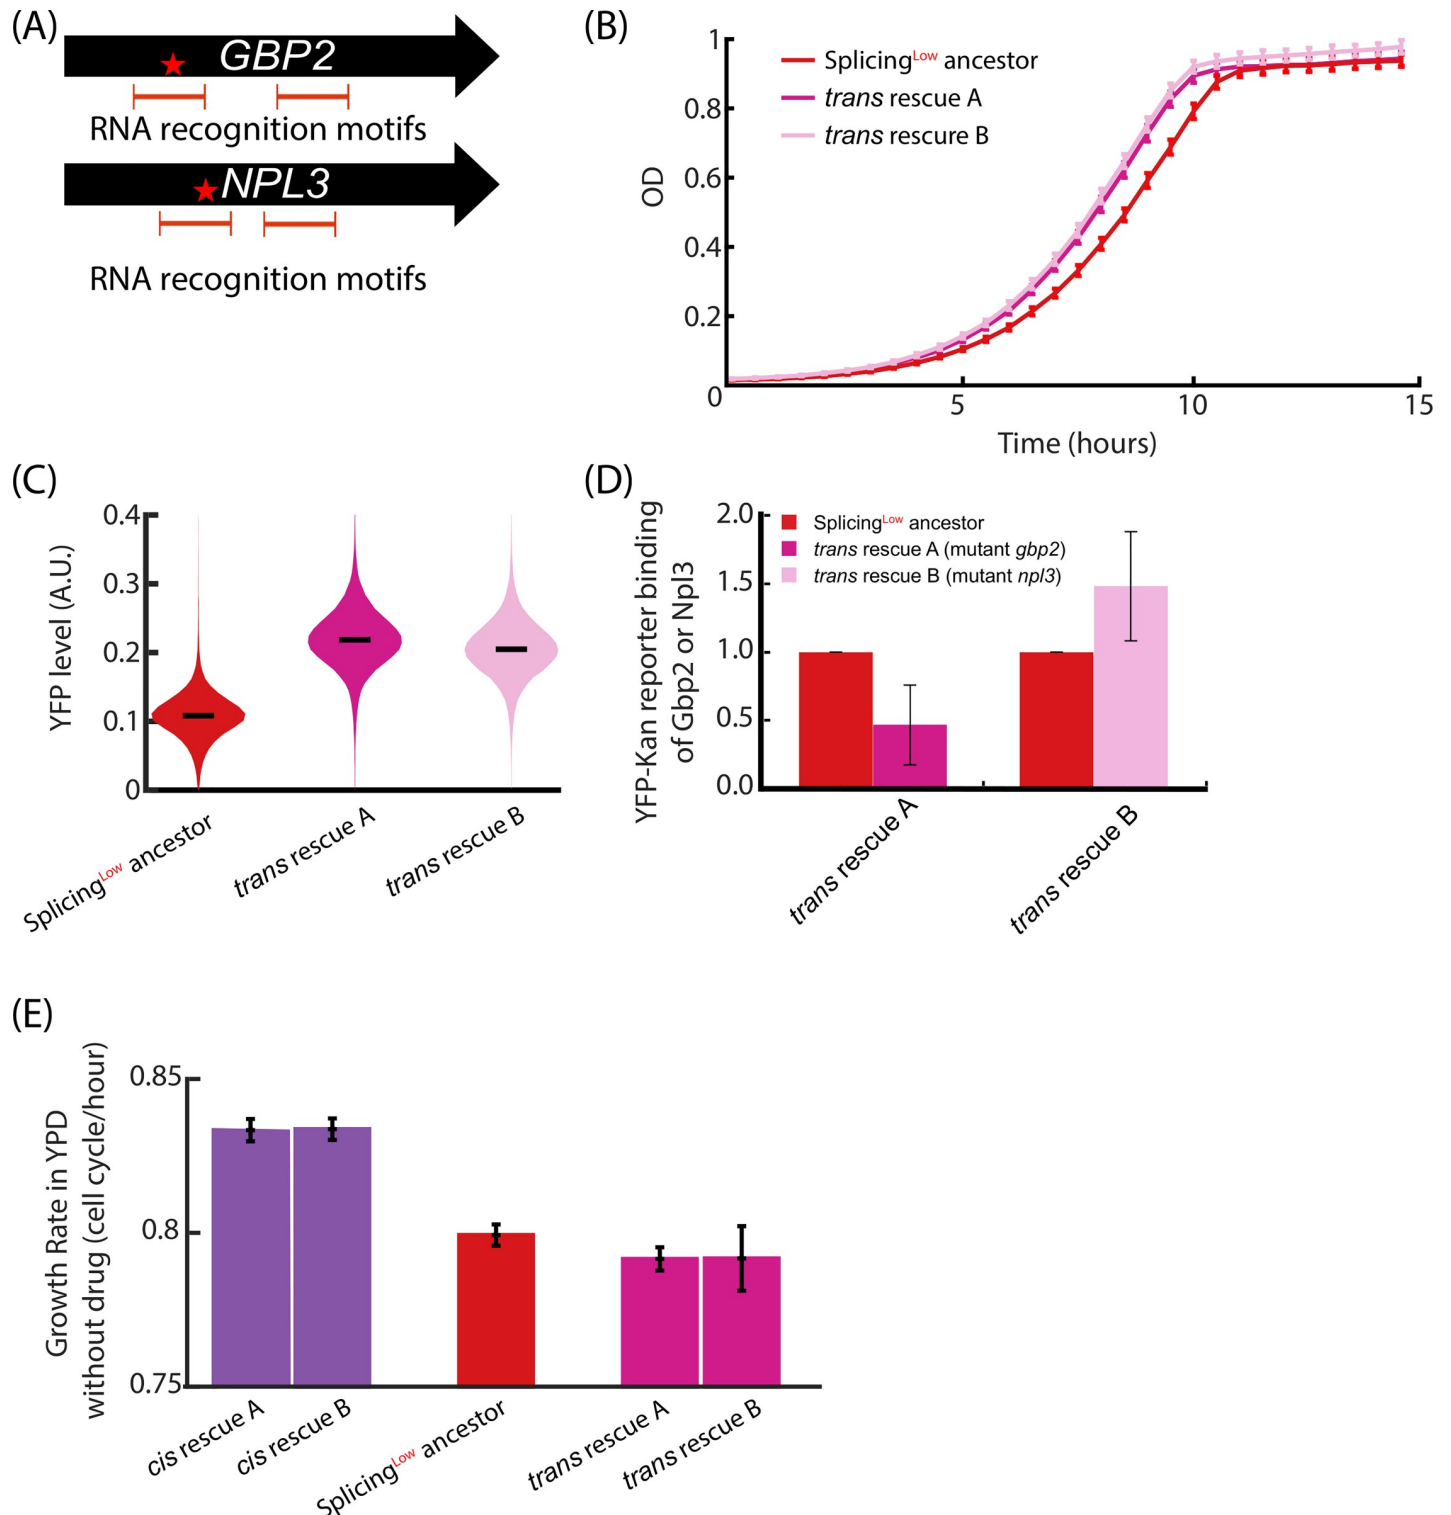 (A)
GBP2
RNA recognition motifs
NPL3
RNA recognition motifs
(B)
Splicing^Low ancestor
trans rescue A
trans rescure B
OD
1
0.8
0.6
0.4
0.2
0
5
10
15
Time (hours)
(C)
YFP level (A.U.)
0.4
0.3
0.2
0.1
0
Splicing^Low ancestor
trans rescue A
trans rescue B
(D)
YFP-Kan reporter binding
of Gbp2 or Npl3
2.0
1.5
1.0
0.5
0.0
Splicing^Low ancestor
trans rescue A (mutant gbp2)
trans rescue B (mutant npl3)
trans rescue A
trans rescue B
(E)
Growth Rate in YPD
without drug (cell cycle/hour)
0.85
0.8
0.75
cis rescue A
cis rescue B
Splicing^Low ancestor
trans rescue A
trans rescue B